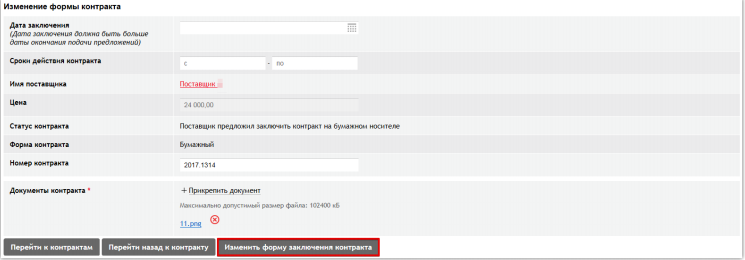 Изменение формы контракта
Дата заключения
(Дата заключения должна быть больше
даты окончания подачи предложений)
Сроки действия контракта
с - по
Имя поставщика
Поставщик
Цена
24 000,00
Статус контракта
Поставщик предложил заключить контракт на бумажном носителе
Форма контракта
Бумажный
Номер контракта
2017.1314
Документы контракта *
+ Прикрепить документ
Максимально допустимый размер файла: 102400 кБ
11.png
Перейти к контрактам
Перейти назад к контракту
Изменить форму заключения контракта